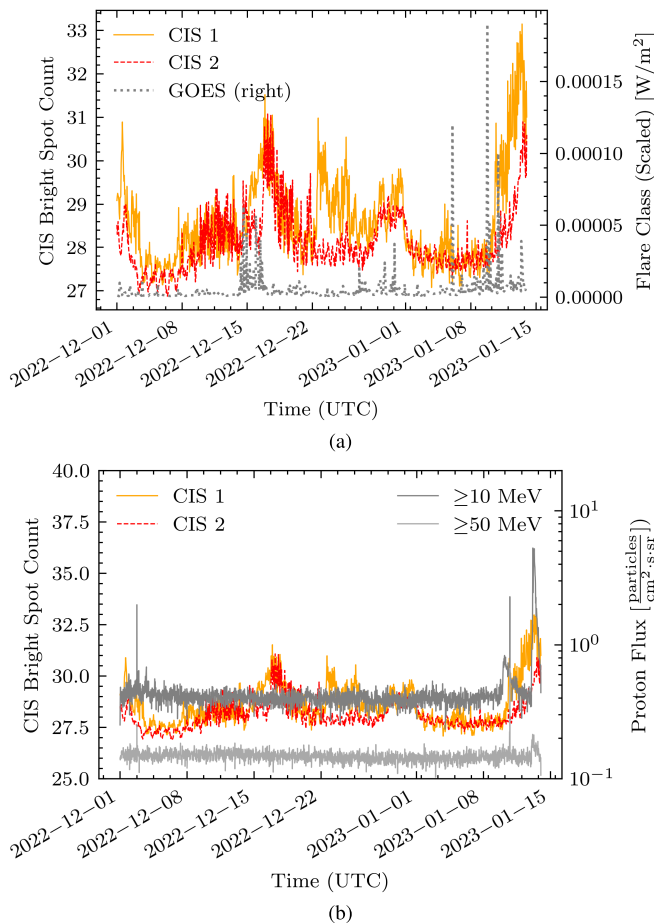 33
32
31
30
29
28
27
CIS Bright Spot Count
CIS 1
CIS 2
GOES (right)
0.00015
0.00010
0.00005
0.00000
Flare Class (Scaled) [W/m²]
2022−12−01
2022−12−08
2022−12−15
2022−12−22
2023−01−01
2023−01−08
2023−01−15
Time (UTC)
(a)
40.0
37.5
35.0
32.5
30.0
27.5
25.0
CIS Bright Spot Count
CIS 1
CIS 2
≥10 MeV
≥50 MeV
10¹
10⁰
10⁻¹
Proton Flux [particles/cm²·s·sr])
2022−12−01
2022−12−08
2022−12−15
2022−12−22
2023−01−01
2023−01−08
2023−01−15
Time (UTC)
(b)